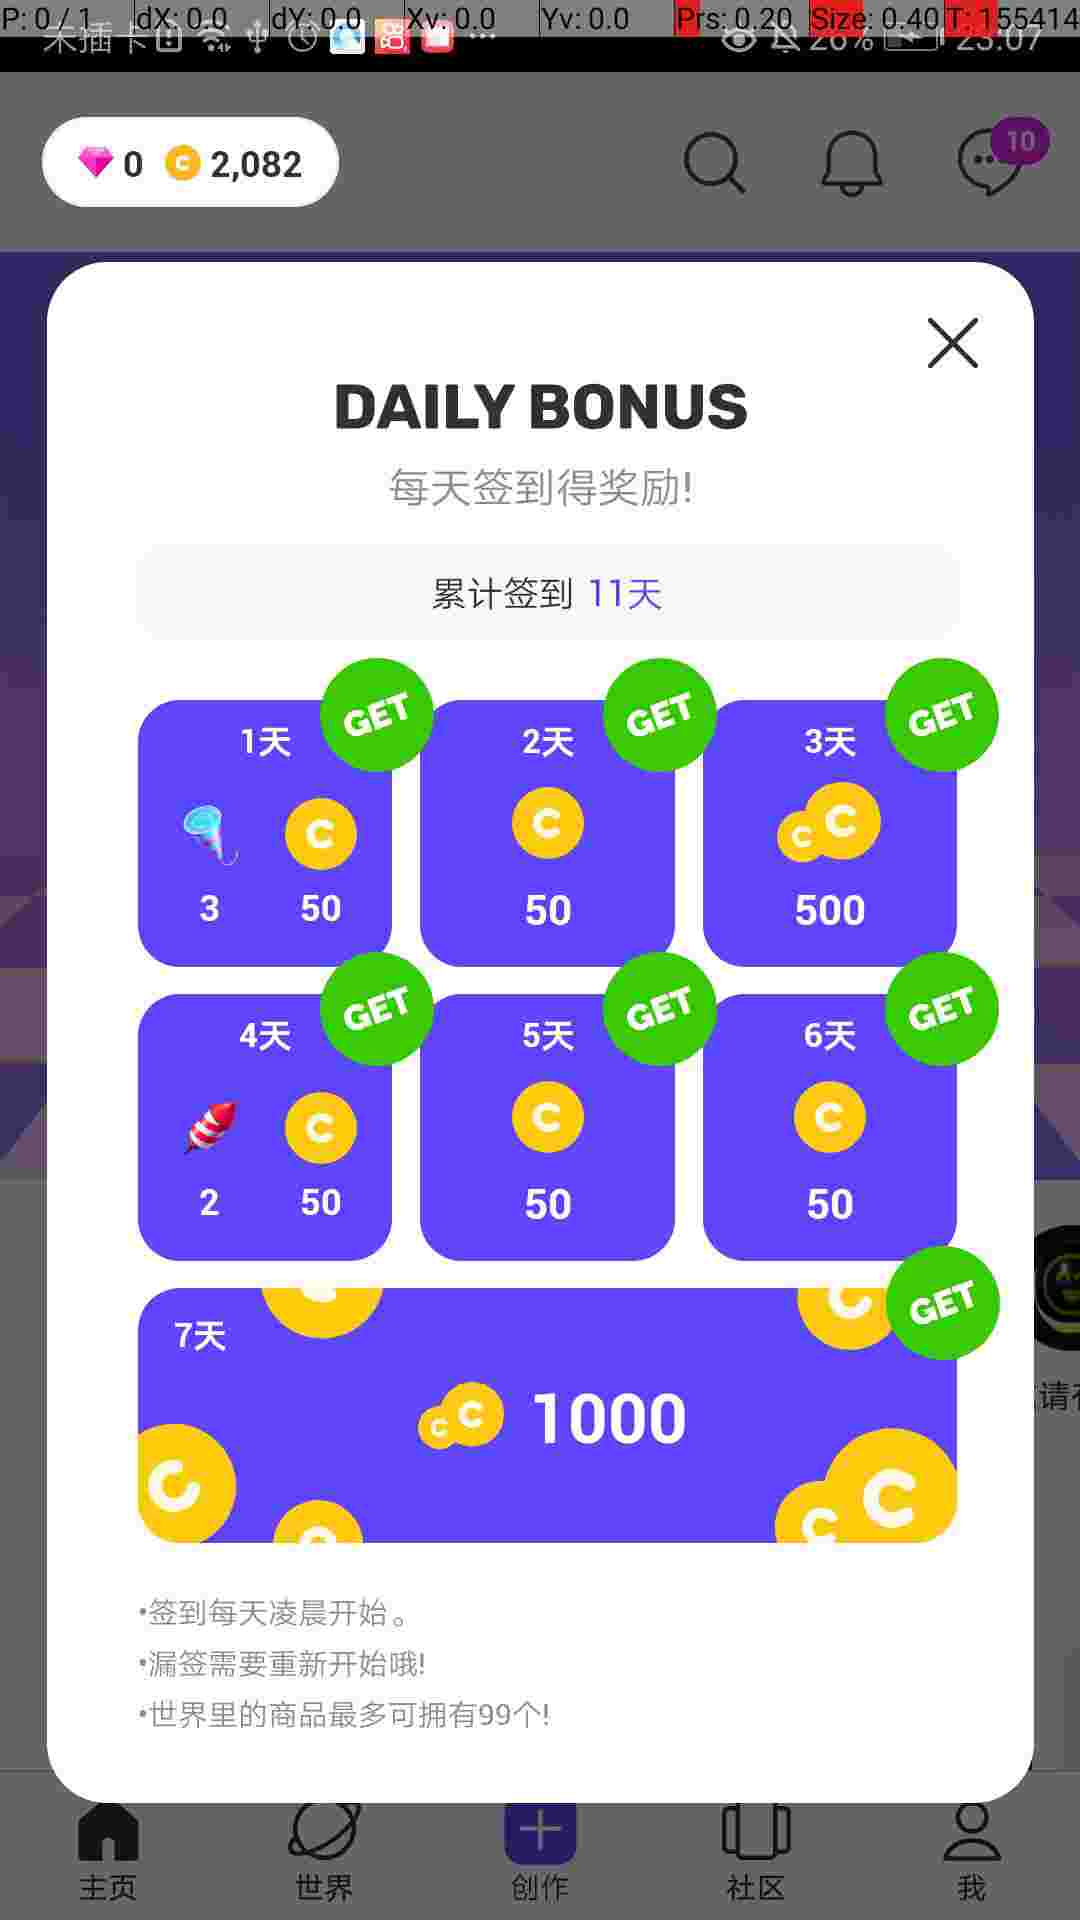 P: 0 / 1 dX: 0.0 dY: 0.0 Xv: 0.0 Yv: 0.0 Prs: 0.20 Size: 0.40 T: 155414
未插卡 26% 23:07
0 C 2,082 10
DAILY BONUS
每天签到得奖励!
累计签到 11天
1天 GET 2天 GET 3天 GET
C C C C
3 50 50 500
4天 GET 5天 GET 6天 GET
C C C
2 50 50 50
7天 GET
C C 1000
•签到每天凌晨开始。
•漏签需要重新开始哦!
•世界里的商品最多可拥有99个!
主页 世界 创作 社区 我